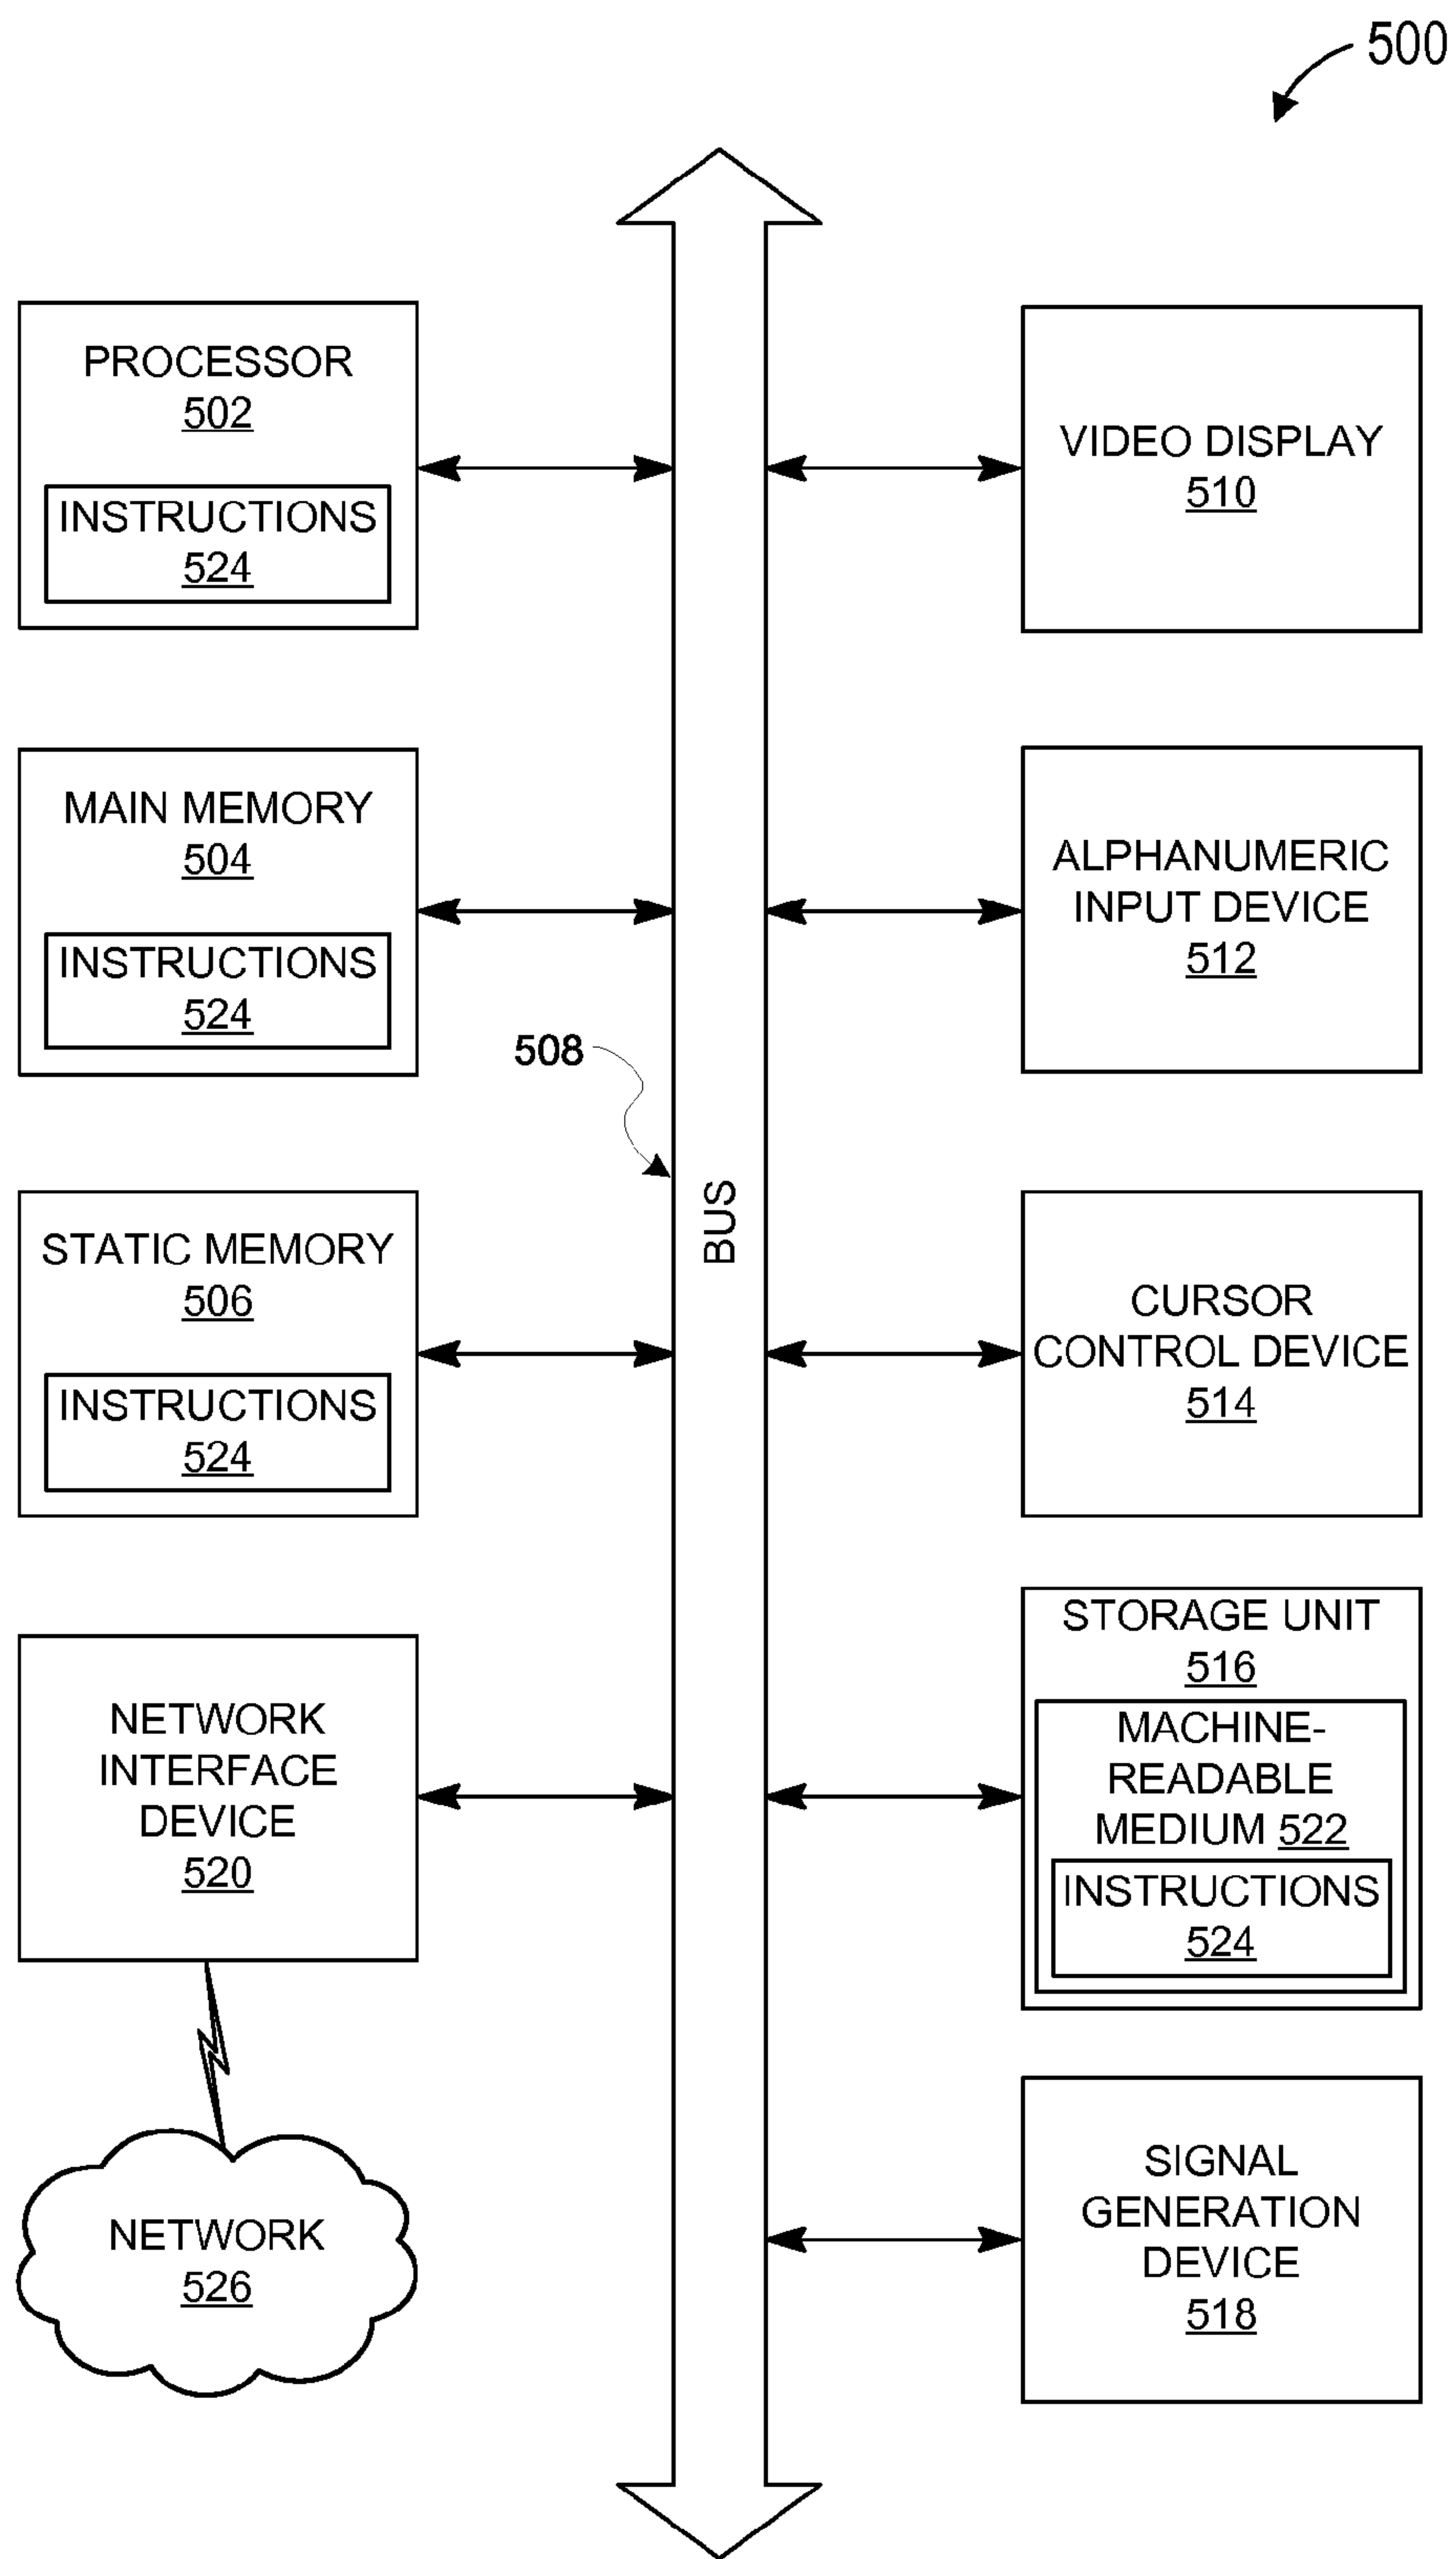 500
PROCESSOR
502
INSTRUCTIONS
524
VIDEO DISPLAY
510
MAIN MEMORY
504
INSTRUCTIONS
524
ALPHANUMERIC
INPUT DEVICE
512
508
BUS
STATIC MEMORY
506
INSTRUCTIONS
524
CURSOR
CONTROL DEVICE
514
NETWORK
INTERFACE
DEVICE
520
STORAGE UNIT
516
MACHINE-
READABLE
MEDIUM 522
INSTRUCTIONS
524
NETWORK
526
SIGNAL
GENERATION
DEVICE
518